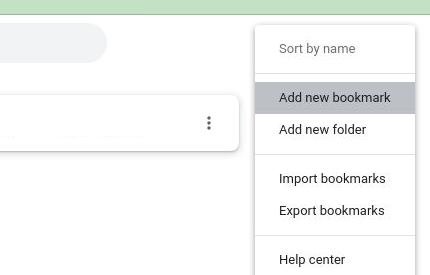 Sort by name
Add new bookmark
Add new folder
Import bookmarks
Export bookmarks
Help center